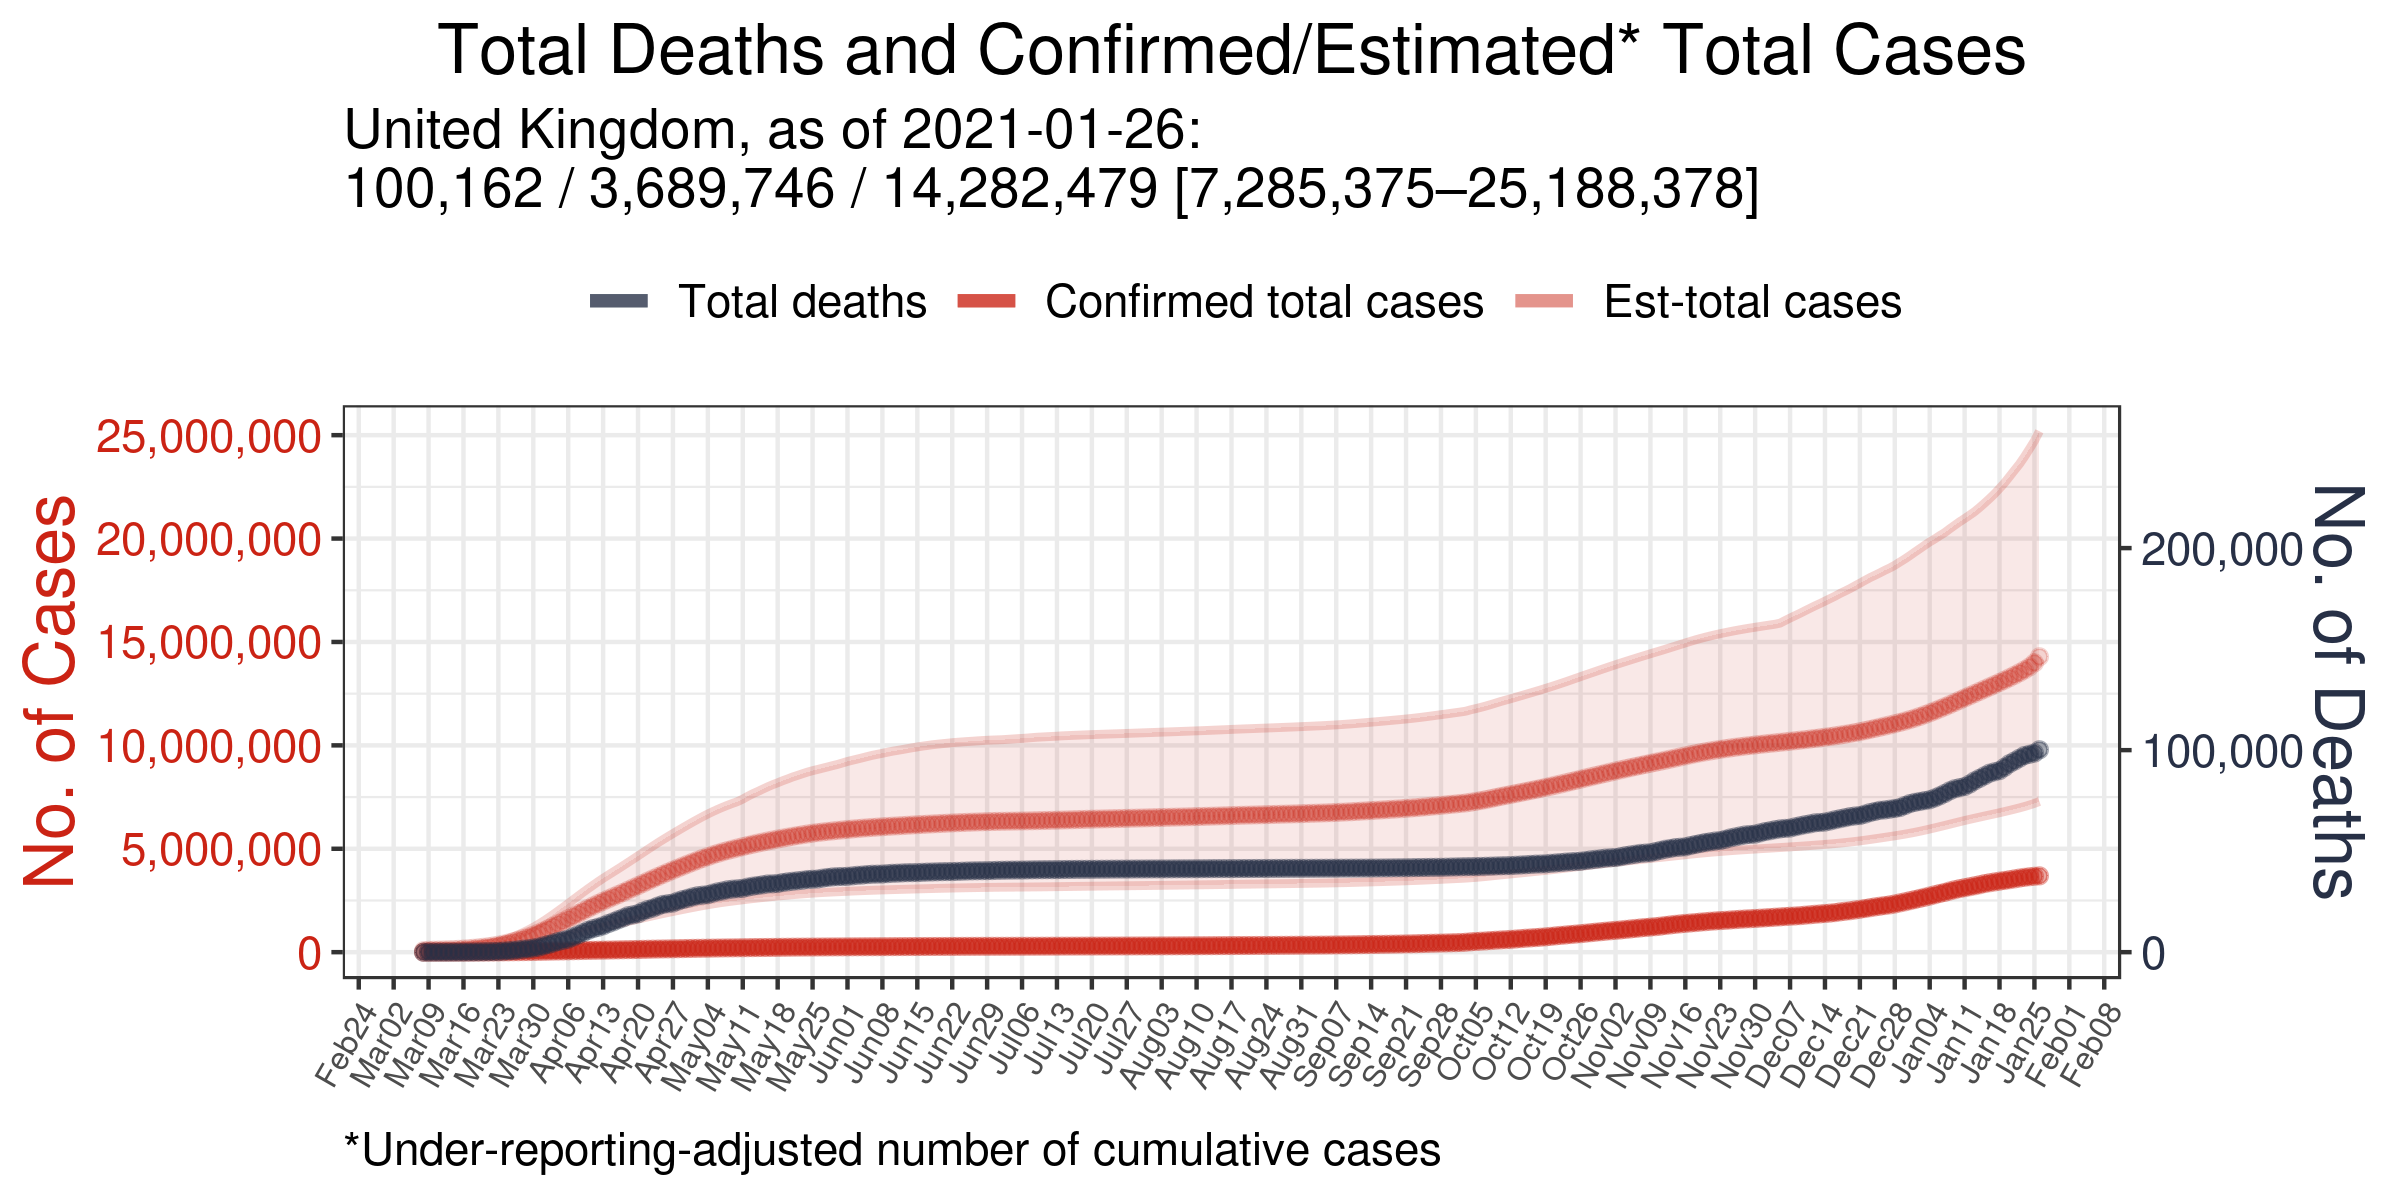 Total Deaths and Confirmed/Estimated* Total Cases
United Kingdom, as of 2021-01-26:
100,162 / 3,689,746 / 14,282,479 [7,285,375–25,188,378]
Total deaths
Confirmed total cases
Est-total cases
No. of Cases
25,000,000
20,000,000
15,000,000
10,000,000
5,000,000
0
200,000
100,000
0
No. of Deaths
Feb24
Mar02
Mar09
Mar16
Mar23
Mar30
Apr06
Apr13
Apr20
Apr27
May04
May11
May18
May25
Jun01
Jun08
Jun15
Jun22
Jun29
Jul06
Jul13
Jul20
Jul27
Aug03
Aug10
Aug17
Aug24
Aug31
Sep07
Sep14
Sep21
Sep28
Oct05
Oct12
Oct19
Oct26
Nov02
Nov09
Nov16
Nov23
Nov30
Dec07
Dec14
Dec21
Dec28
Jan04
Jan11
Jan18
Jan25
Feb01
Feb08
*Under-reporting-adjusted number of cumulative cases